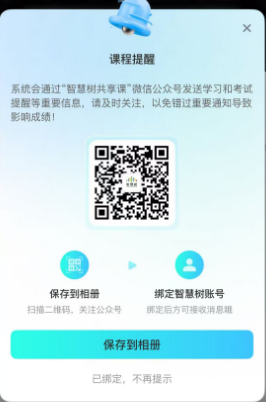 课程提醒
系统会通过“智慧树共享课”微信公众号发送学习和考试
提醒等重要信息，请及时关注，以免错过重要通知导致
影响成绩！
保存到相册
绑定智慧树账号
扫描二维码，关注公众号
绑定后方可接收消息哦
保存到相册
已绑定，不再提示